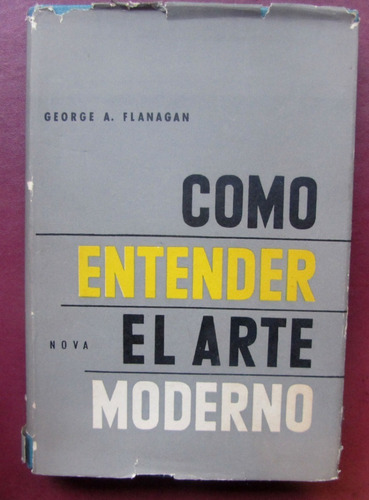 GEORGE A. FLANAGAN
COMO
ENTENDER
NOVA EL ARTE
MODERNO